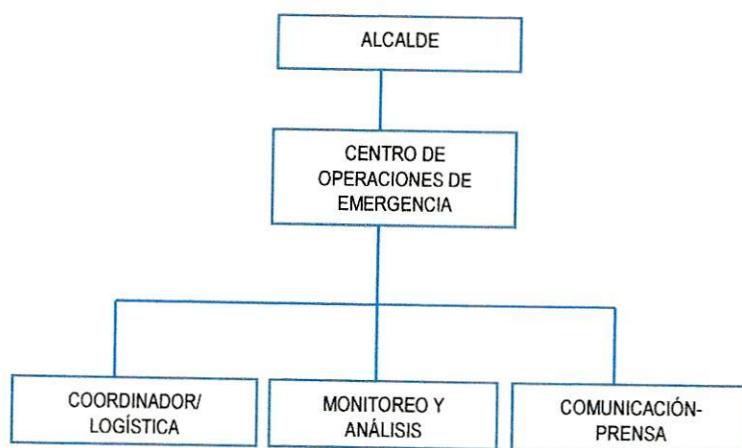 ALCALDE
CENTRO DE
OPERACIONES DE
EMERGENCIA
COORDINADOR/
LOGÍSTICA
MONITOREO Y
ANÁLISIS
COMUNICACIÓN-
PRENSA